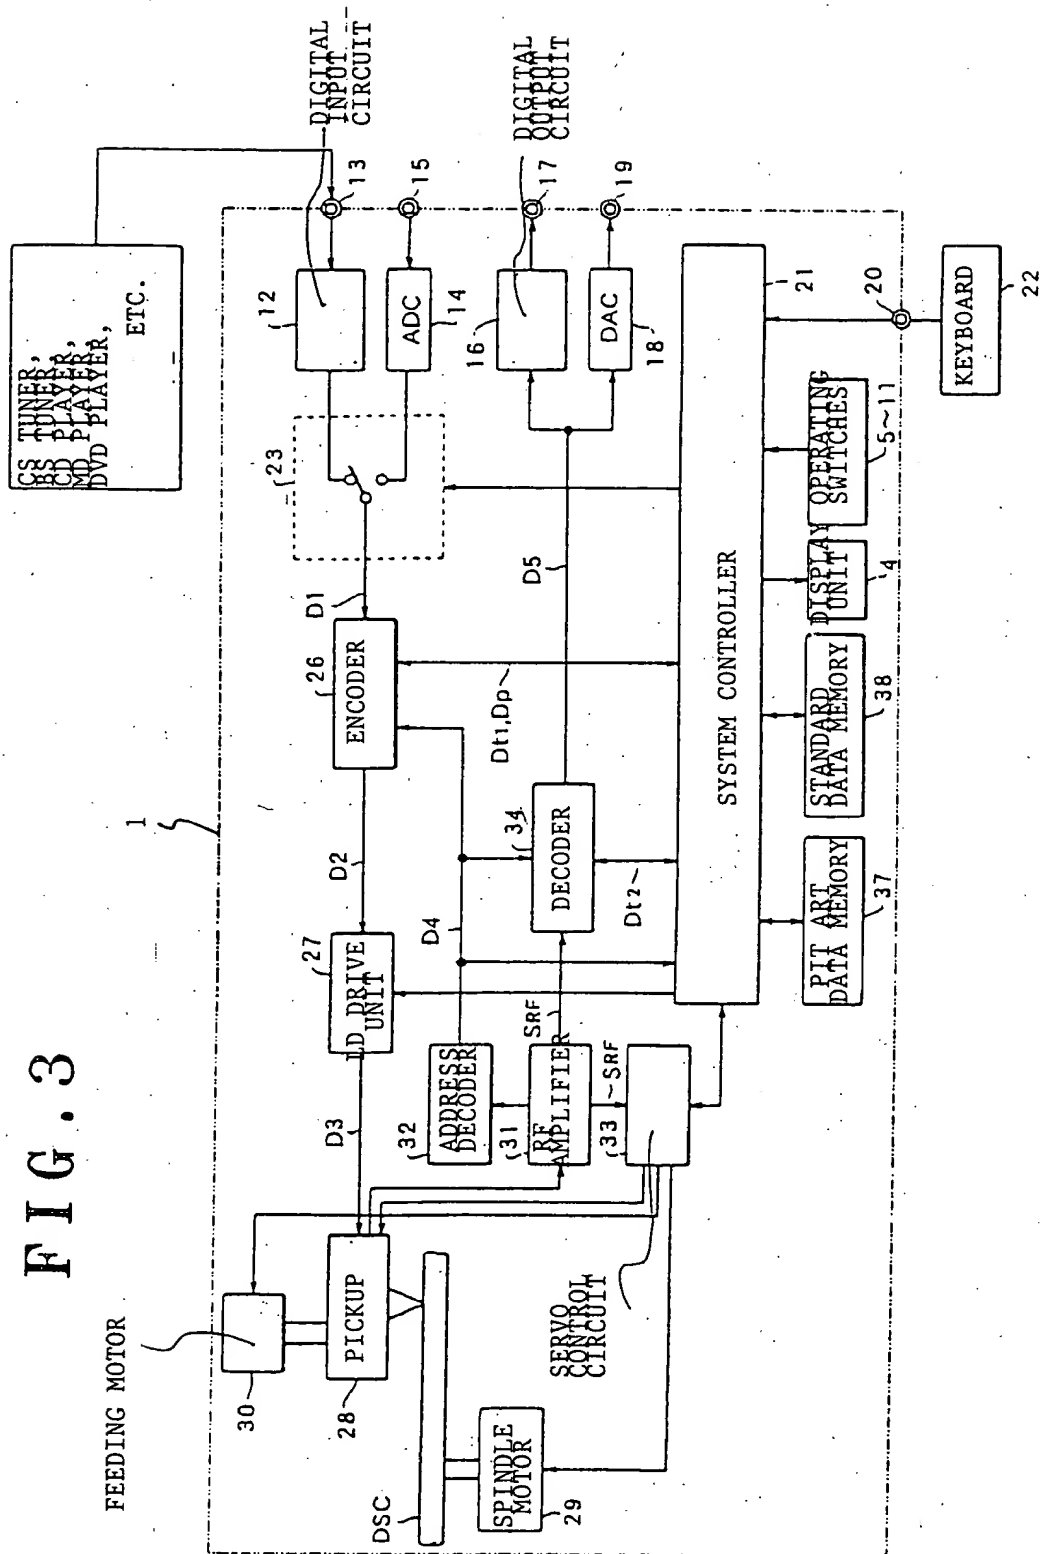 FIG.3
CS TUNER,
BS TUNER,
CD PLAYER,
MD PLAYER,
DVD PLAYER,
ETC.
DIGITAL
INPUT
CIRCUIT
DIGITAL
OUTPUT
CIRCUIT
FEEDING MOTOR
1
30
PICKUP
28
DSC
SPINDLE
MOTOR
29
D3
LD DRIVE
UNIT
27
D2
ENCODER
26
D1
23
12
13
ADC
14
15
16
17
DAC
18
19
ADDRESS
DECODER
32
D4
RF
AMPLIFIER
31
SRF
SRF
DECODER
34
D5
Dt1,Dp
Dt2
33
SERVO
CONTROL
CIRCUIT
SYSTEM CONTROLLER
21
PIT ART
DATA MEMORY
37
STANDARD
DATA MEMORY
38
DISPLAY
UNIT
4
OPERATING
SWITCHES
5~11
20
KEYBOARD
22